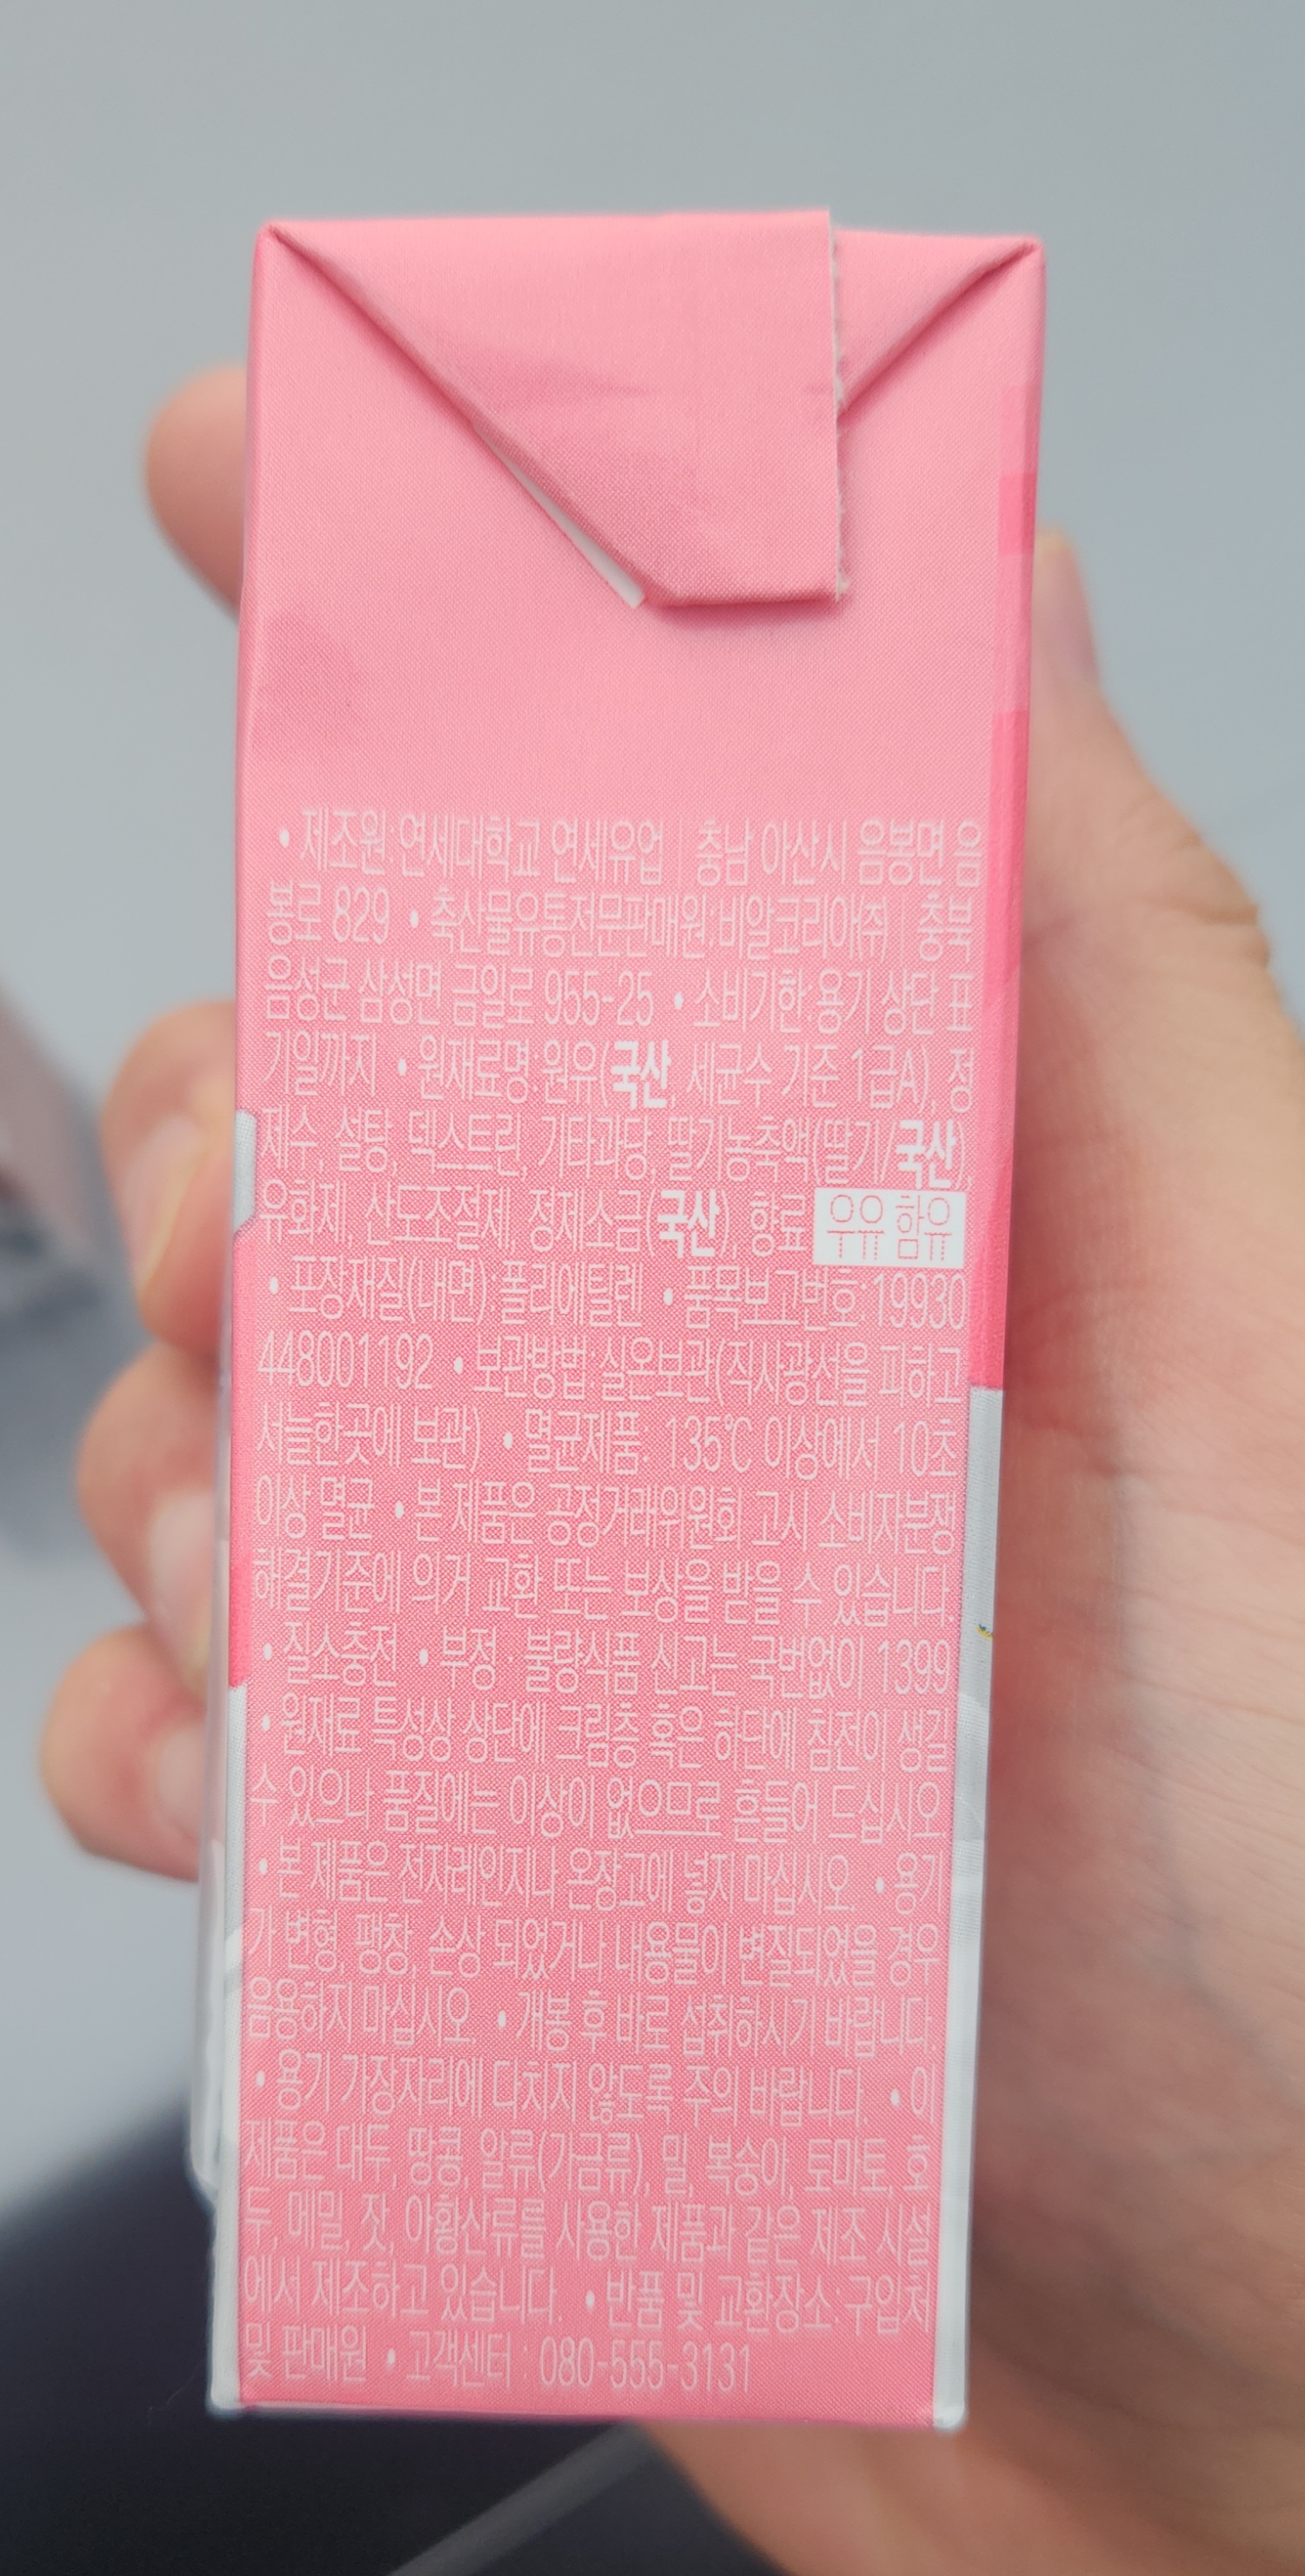 • 제조원:연세대학교 연세유업 | 충남 아산시 음봉면 음
봉로 829 • 축산물유통전문판매원:비알코리아㈜ 충북
음성군 삼성면 금일로 955-25 • 소비기한:용기 상단 표
기일까지 • 원재료명:원유(국산, 세균수 기준 1급A), 정
제수, 설탕, 덱스트린, 기타과당, 딸기농축액(딸기/국산),
유화제, 산도조절제, 정제소금(국산), 향료 우유 함유
• 포장재질(내면):폴리에틸렌 • 품목보고번호:19930
448001192 • 보관방법:실온보관(직사광선을 피하고
서늘한곳에 보관) • 멸균제품: 135℃ 이상에서 10초
이상 멸균 • 본 제품은 공정거래위원회 고시 소비자분쟁
해결기준에 의거 교환 또는 보상을 받을 수 있습니다.
• 질소충전 • 부정·불량식품 신고는 국번없이 1399
• 원재료 특성상 상단에 크림층 혹은 하단에 침전이 생길
수 있으나 품질에는 이상이 없으므로 흔들어 드십시오
• 본 제품은 전자레인지나 온장고에 넣지 마십시오. • 용기
가 변형, 팽창, 손상 되었거나 내용물이 변질되었을 경우
음용하지 마십시오. • 개봉 후 바로 섭취하시기 바랍니다.
• 용기 가장자리에 다치지 않도록 주의 바랍니다. • 이
제품은 대두, 땅콩, 알류(가금류), 밀, 복숭아, 토마토, 호
두, 메밀, 잣, 아황산류를 사용한 제품과 같은 제조 시설
에서 제조하고 있습니다. • 반품 및 교환장소:구입처
및 판매원 • 고객센터 : 080-555-3131